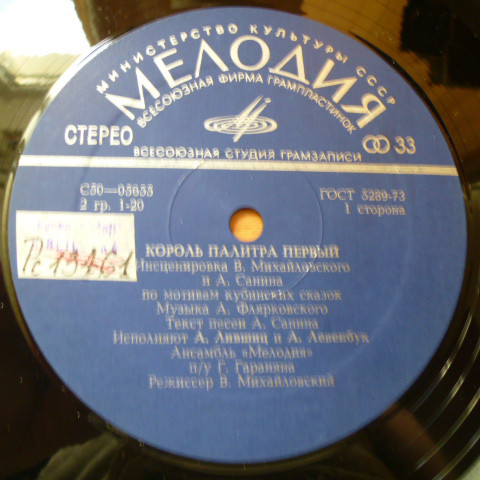 МИНИСТЕРСТВО КУЛЬТУРЫ СССР
МЕЛОДИЯ
ВСЕСОЮЗНАЯ ФИРМА ГРАМПЛАСТИНОК
СТЕРЕО
33
ВСЕСОЮЗНАЯ СТУДИЯ ГРАМЗАПИСИ
С50—05655
ГОСТ 5289-73
2 гр. 1-20
1 сторона
КОРОЛЬ ПАЛИТРА ПЕРВЫЙ
Инсценировка В. Михайловского
и А. Санина
по мотивам кубинских сказок
Музыка А. Флярковского
Текст песен А. Санина
Исполняют А. Лившиц и А. Левенбук
Ансамбль «Мелодия»
п/у Г. Гараняна
Режиссер В. Михайловский